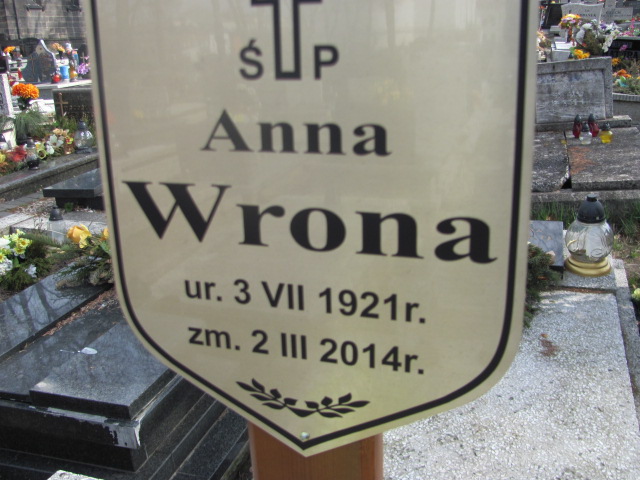 Ś P
Anna
Wrona
ur. 3 VII 1921r.
zm. 2 III 2014r.